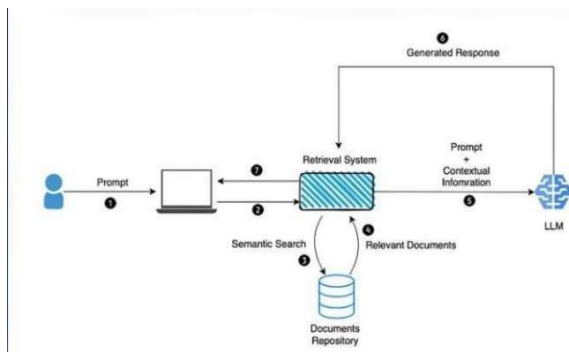 6
Generated Response
Retrieval System
Prompt
+
Contextual
Infomration
Prompt
1
7
2
5
LLM
Semantic Search
3
4
Relevant Documents
Documents
Repository